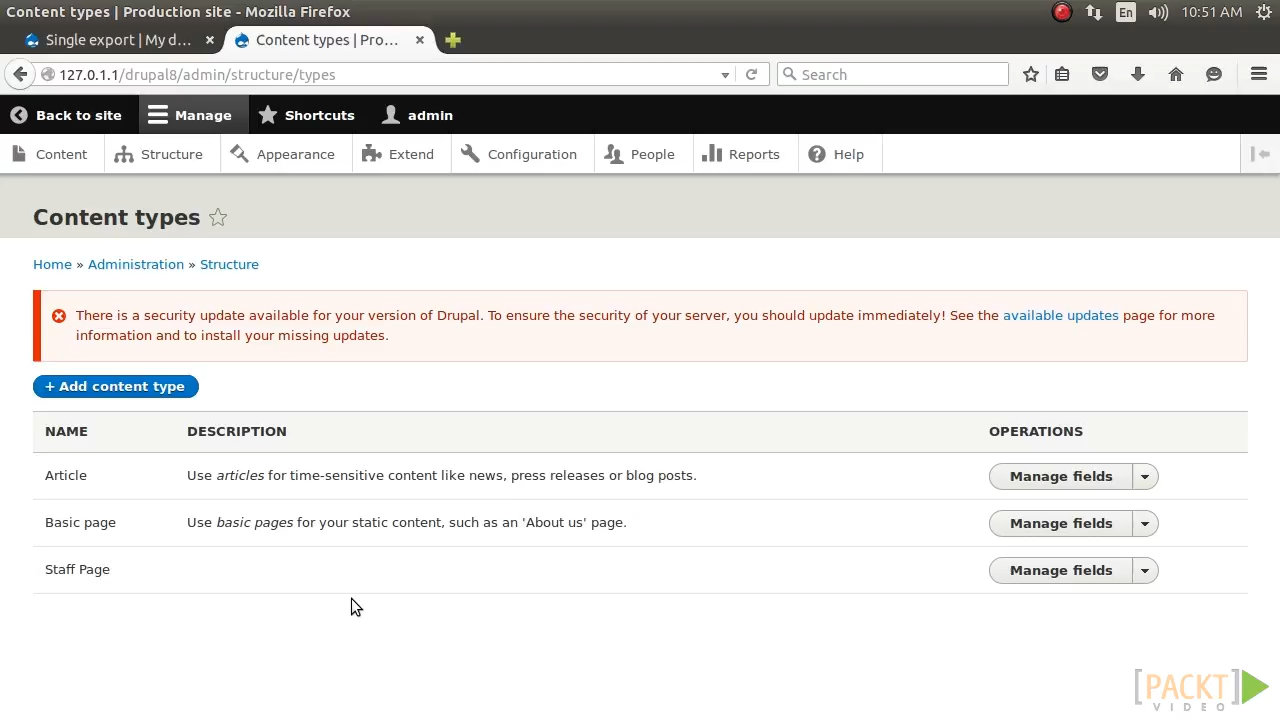 Content types | Production site - Mozilla Firefox
En
10:51 AM
Single export | My d...
Content types | Pro...
127.0.1.1/drupal8/admin/structure/types
Search
Back to site
Manage
Shortcuts
admin
Content
Structure
Appearance
Extend
Configuration
People
Reports
Help
Content types
Home » Administration » Structure
There is a security update available for your version of Drupal. To ensure the security of your server, you should update immediately! See the available updates page for more
information and to install your missing updates.
+ Add content type
NAME DESCRIPTION OPERATIONS
Article Use articles for time-sensitive content like news, press releases or blog posts. Manage fields
Basic page Use basic pages for your static content, such as an 'About us' page. Manage fields
Staff Page Manage fields
[PACKT]
VIDEO